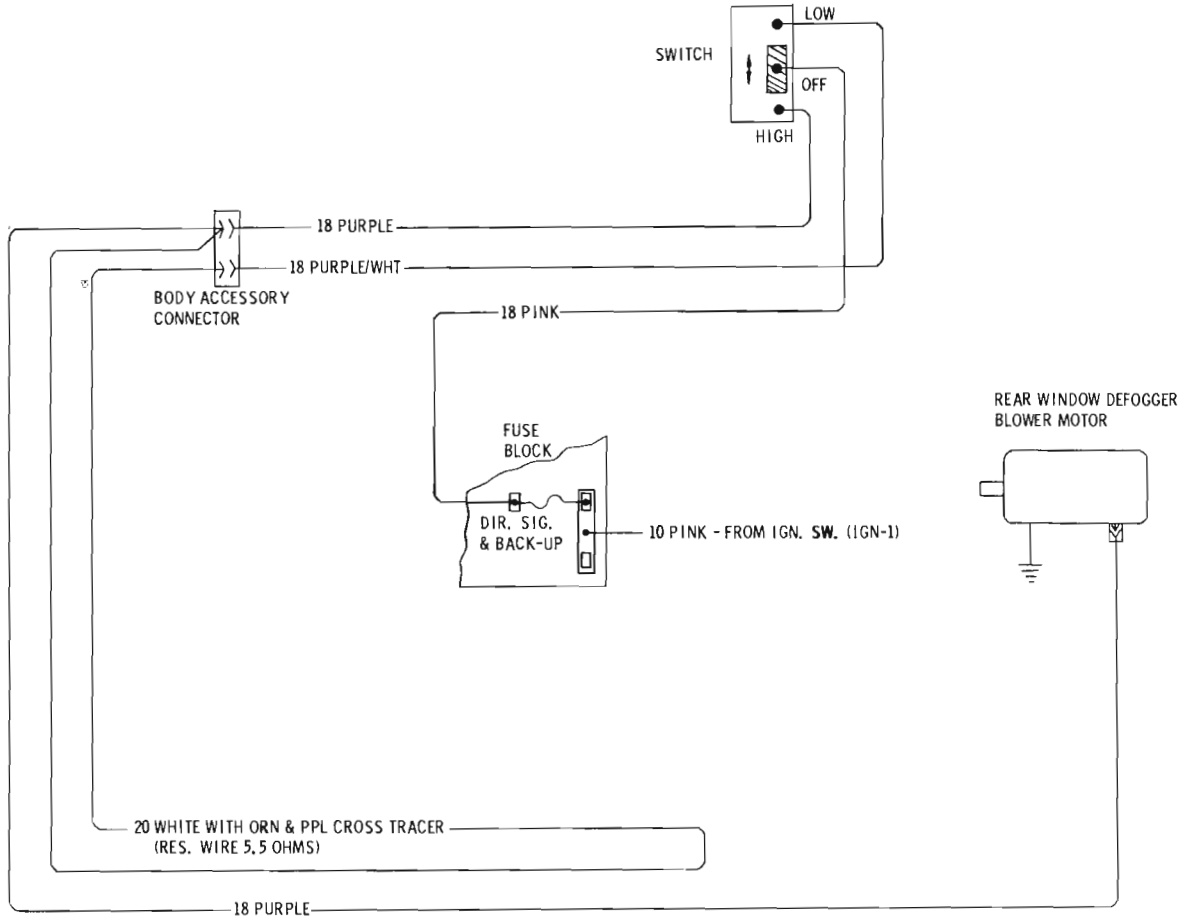 LOW
SWITCH
OFF
HIGH
18 PURPLE
18 PURPLE/WHT
BODY ACCESSORY
CONNECTOR
18 PINK
REAR WINDOW DEFOGGER
BLOWER MOTOR
FUSE
BLOCK
DIR. SIG.
& BACK-UP
10 PINK - FROM IGN. SW. (IGN-1)
20 WHITE WITH ORN & PPL CROSS TRACER
(RES. WIRE 5.5 OHMS)
18 PURPLE